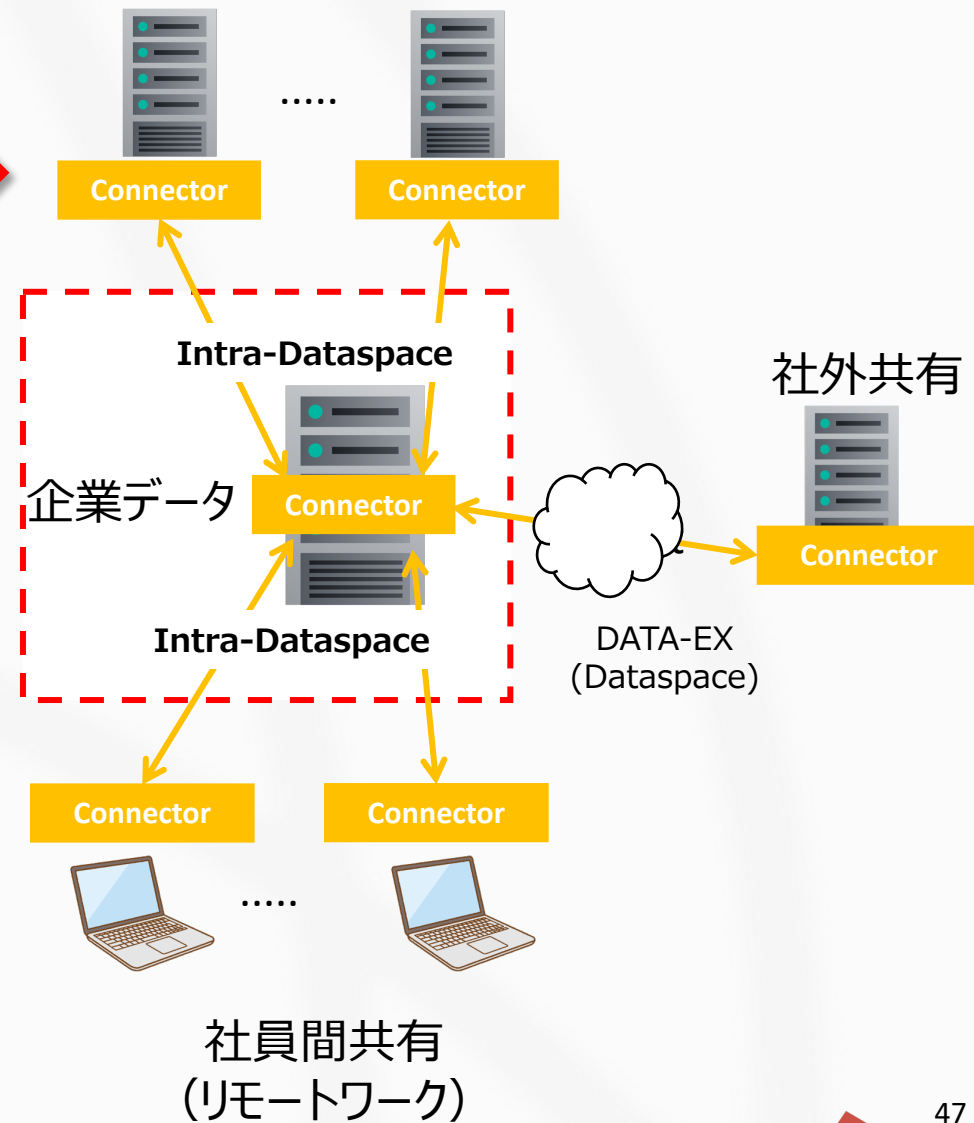 .....
Connector
Connector
Intra-Dataspace
社外共有
企業データ
Connector
Connector
Intra-Dataspace
DATA-EX
(Dataspace)
Connector
Connector
.....
社員間共有
(リモートワーク)
47